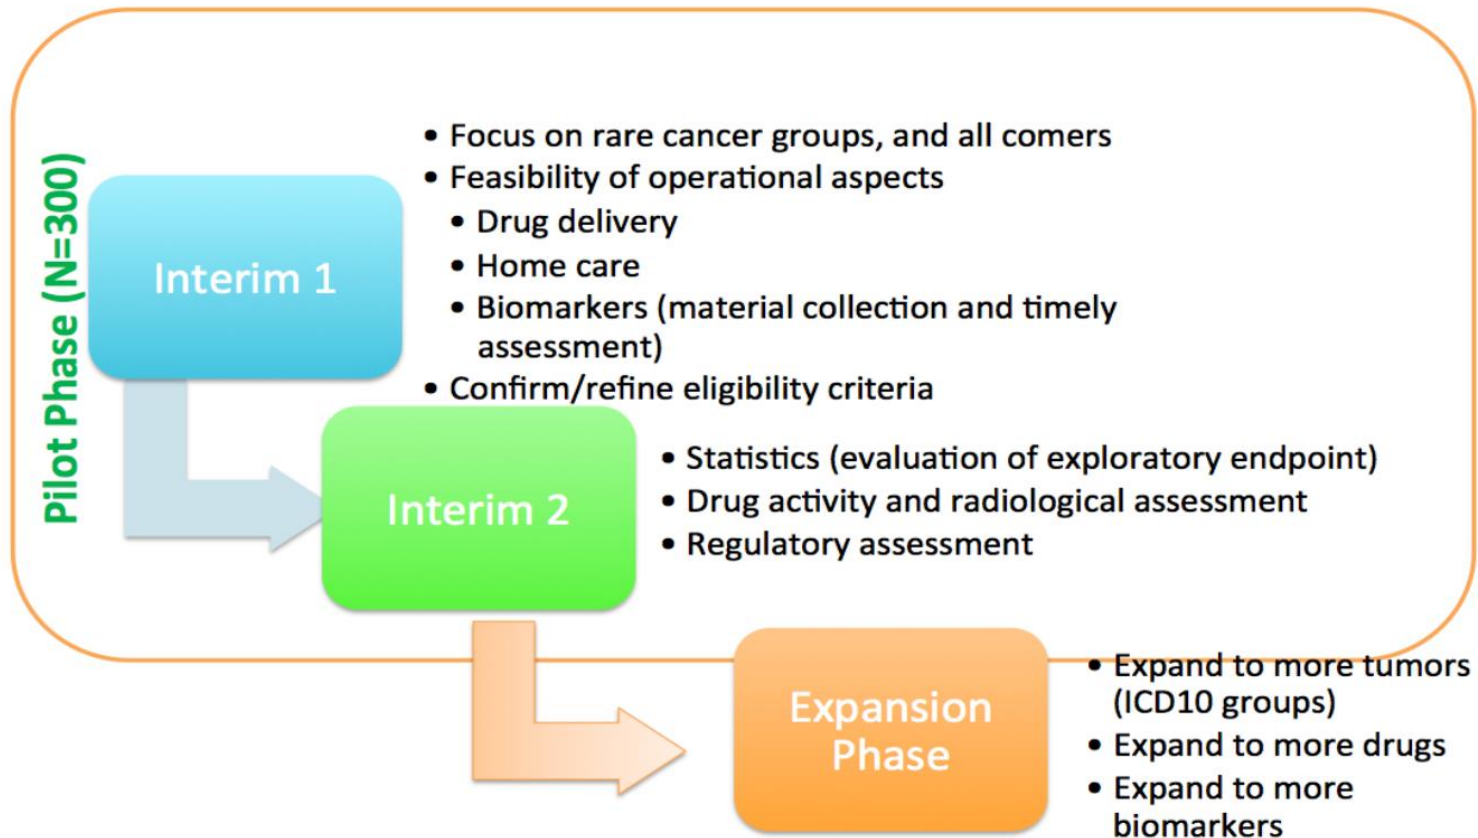 Pilot Phase (N=300)
Interim 1
• Focus on rare cancer groups, and all comers
• Feasibility of operational aspects
• Drug delivery
• Home care
• Biomarkers (material collection and timely
assessment)
• Confirm/refine eligibility criteria
Interim 2
• Statistics (evaluation of exploratory endpoint)
• Drug activity and radiological assessment
• Regulatory assessment
Expansion
Phase
• Expand to more tumors
(ICD10 groups)
• Expand to more drugs
• Expand to more
biomarkers